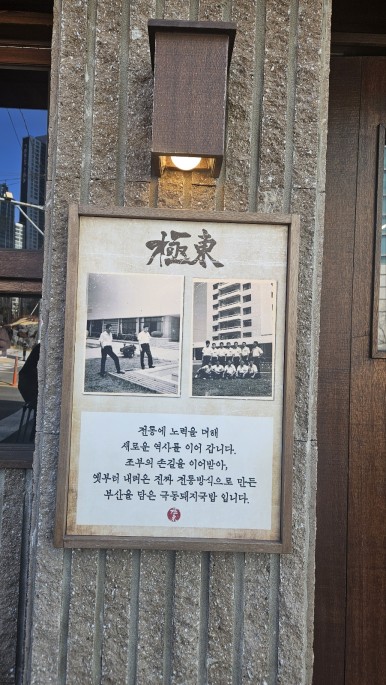 極東
전통에 노력을 더해
새로운 역사를 이어 갑니다.
조부의 손길을 이어받아,
옛부터 내려온 진짜 전통방식으로 만든
부산을 담은 극동돼지국밥 입니다.